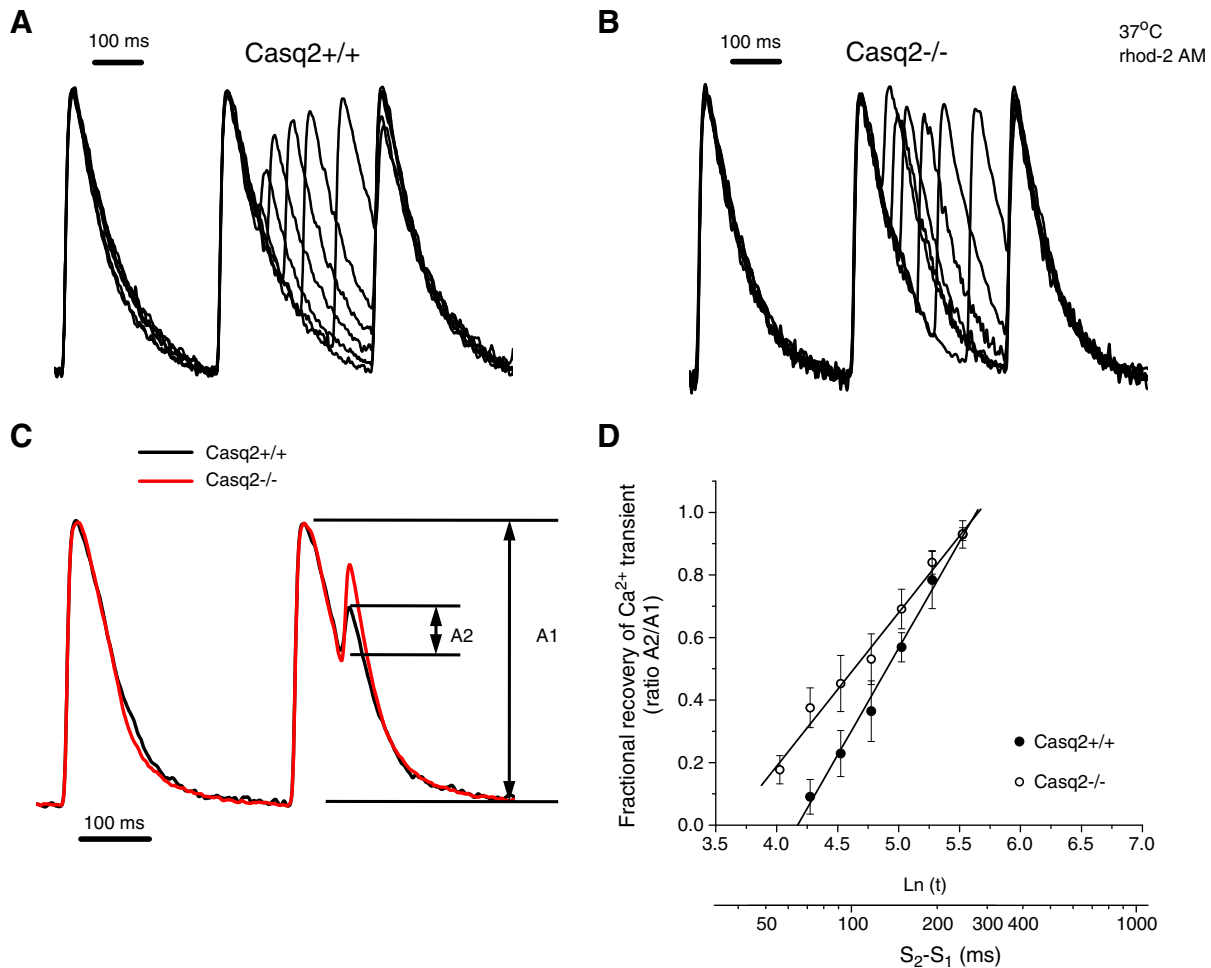 A
100 ms
Casq2+/+
B
100 ms
Casq2-/-
37°C
rhod-2 AM
C
Casq2+/+
Casq2-/-
A2
A1
100 ms
D
Fractional recovery of Ca2+ transient
(ratio A2/A1)
1.0
0.8
0.6
0.4
0.2
0.0
Casq2+/+
Casq2-/-
3.5 4.0 4.5 5.0 5.5 6.0 6.5 7.0
Ln (t)
50 100 200 300 400 1000
S2-S1 (ms)